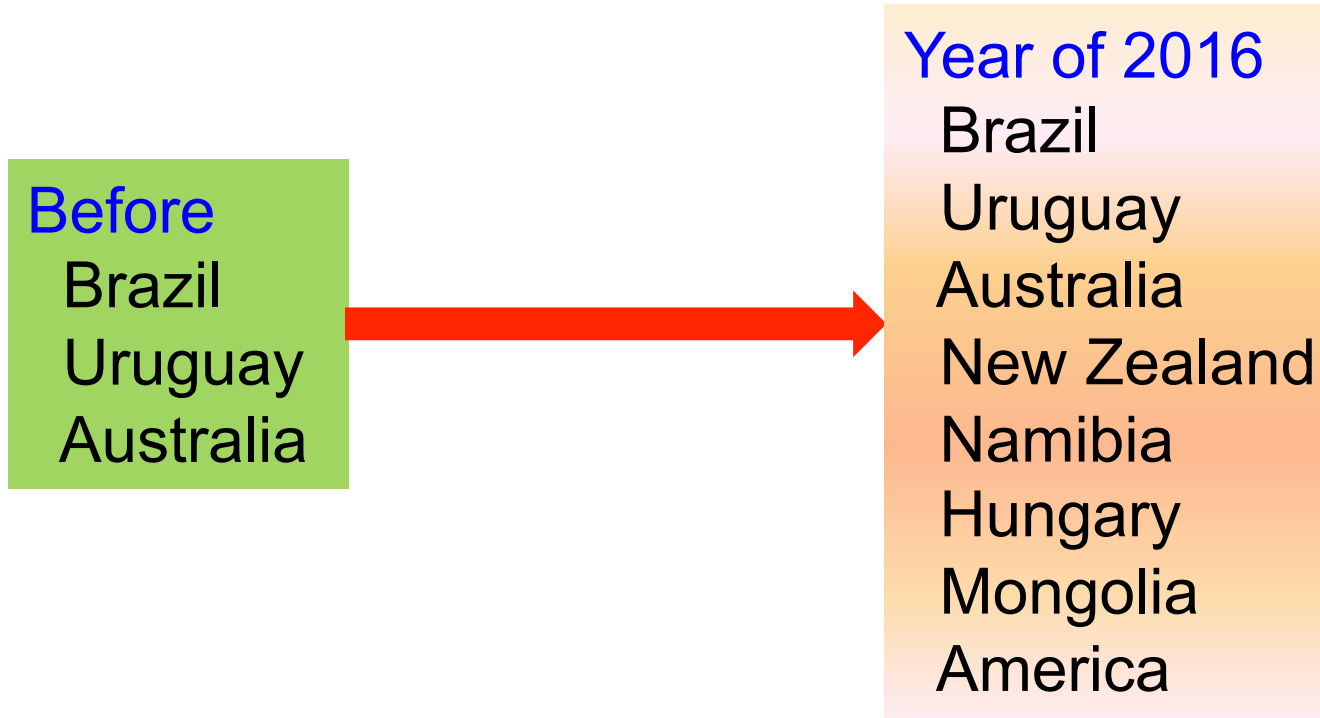 Before
Brazil
Uruguay
Australia
Year of 2016
Brazil
Uruguay
Australia
New Zealand
Namibia
Hungary
Mongolia
America